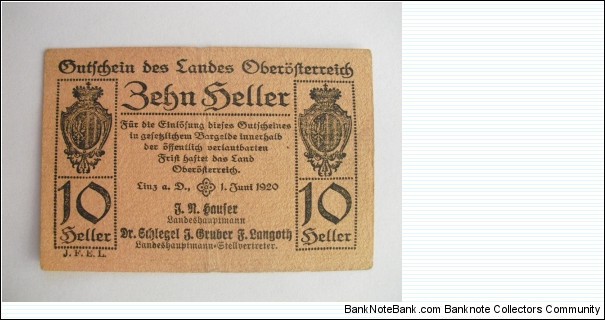 Gutschein des Landes Oberösterreich
Zehn Heller
Für die Einlösung dieses Gutscheines
in gesetzlichem Bargelde innerhalb
der öffentlich verlautbarten
Frist haftet das Land
Oberösterreich.
Linz a. D., 1. Juni 1920
J. N. Hauser
Landeshauptmann
Dr. Schlegel J. Gruber F. Langoth
Landeshauptmann-Stellvertreter.
10
Heller
10
Heller
J. F. E. L.
BankNoteBank.com Banknote Collectors Community